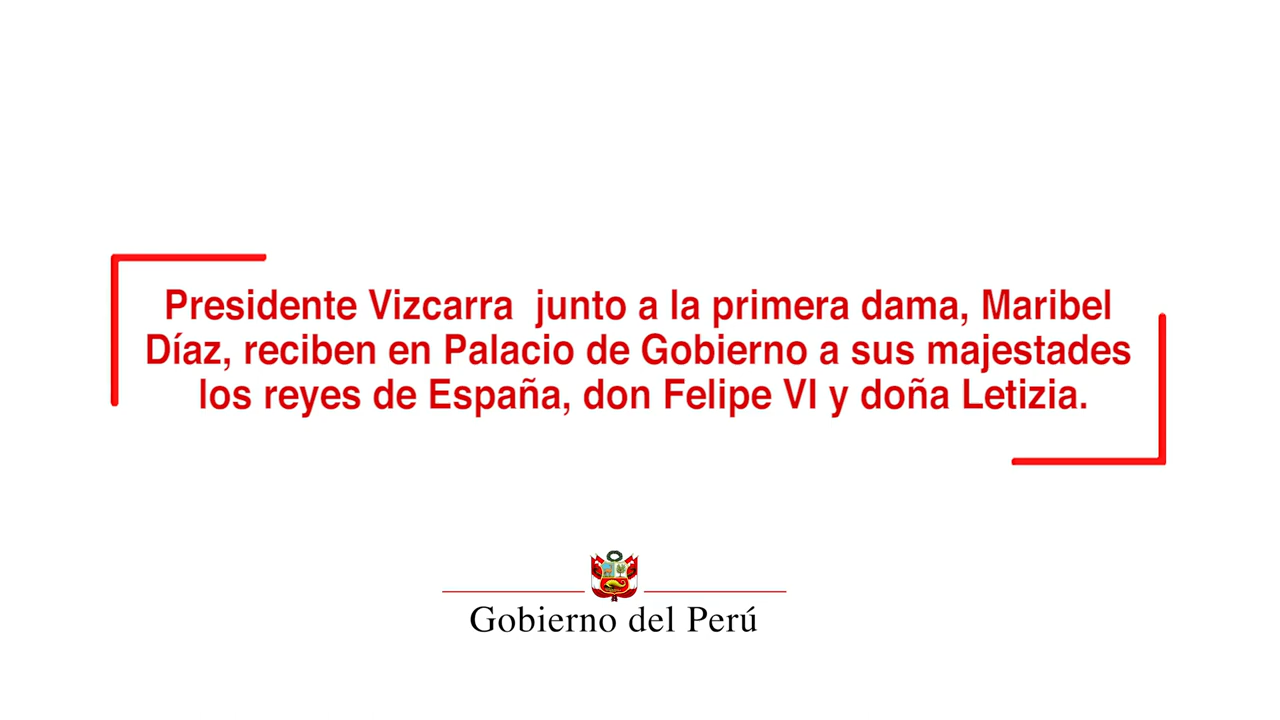 Presidente Vizcarra  junto a la primera dama, Maribel
Díaz, reciben en Palacio de Gobierno a sus majestades
los reyes de España, don Felipe VI y doña Letizia.
Gobierno del Perú